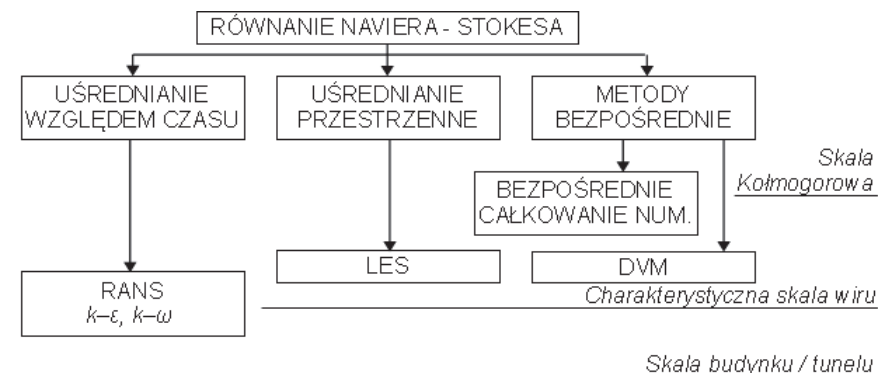 RÓWNANIE NAVIERA - STOKESA
UŚREDNIANIE
WZGLĘDEM CZASU
UŚREDNIANIE
PRZESTRZENNE
METODY
BEZPOŚREDNIE
Skala
Kołmogorowa
BEZPOŚREDNIE
CAŁKOWANIE NUM.
LES
DVM
RANS
k–ε, k–ω
Charakterystyczna skala wiru
Skala budynku / tunelu